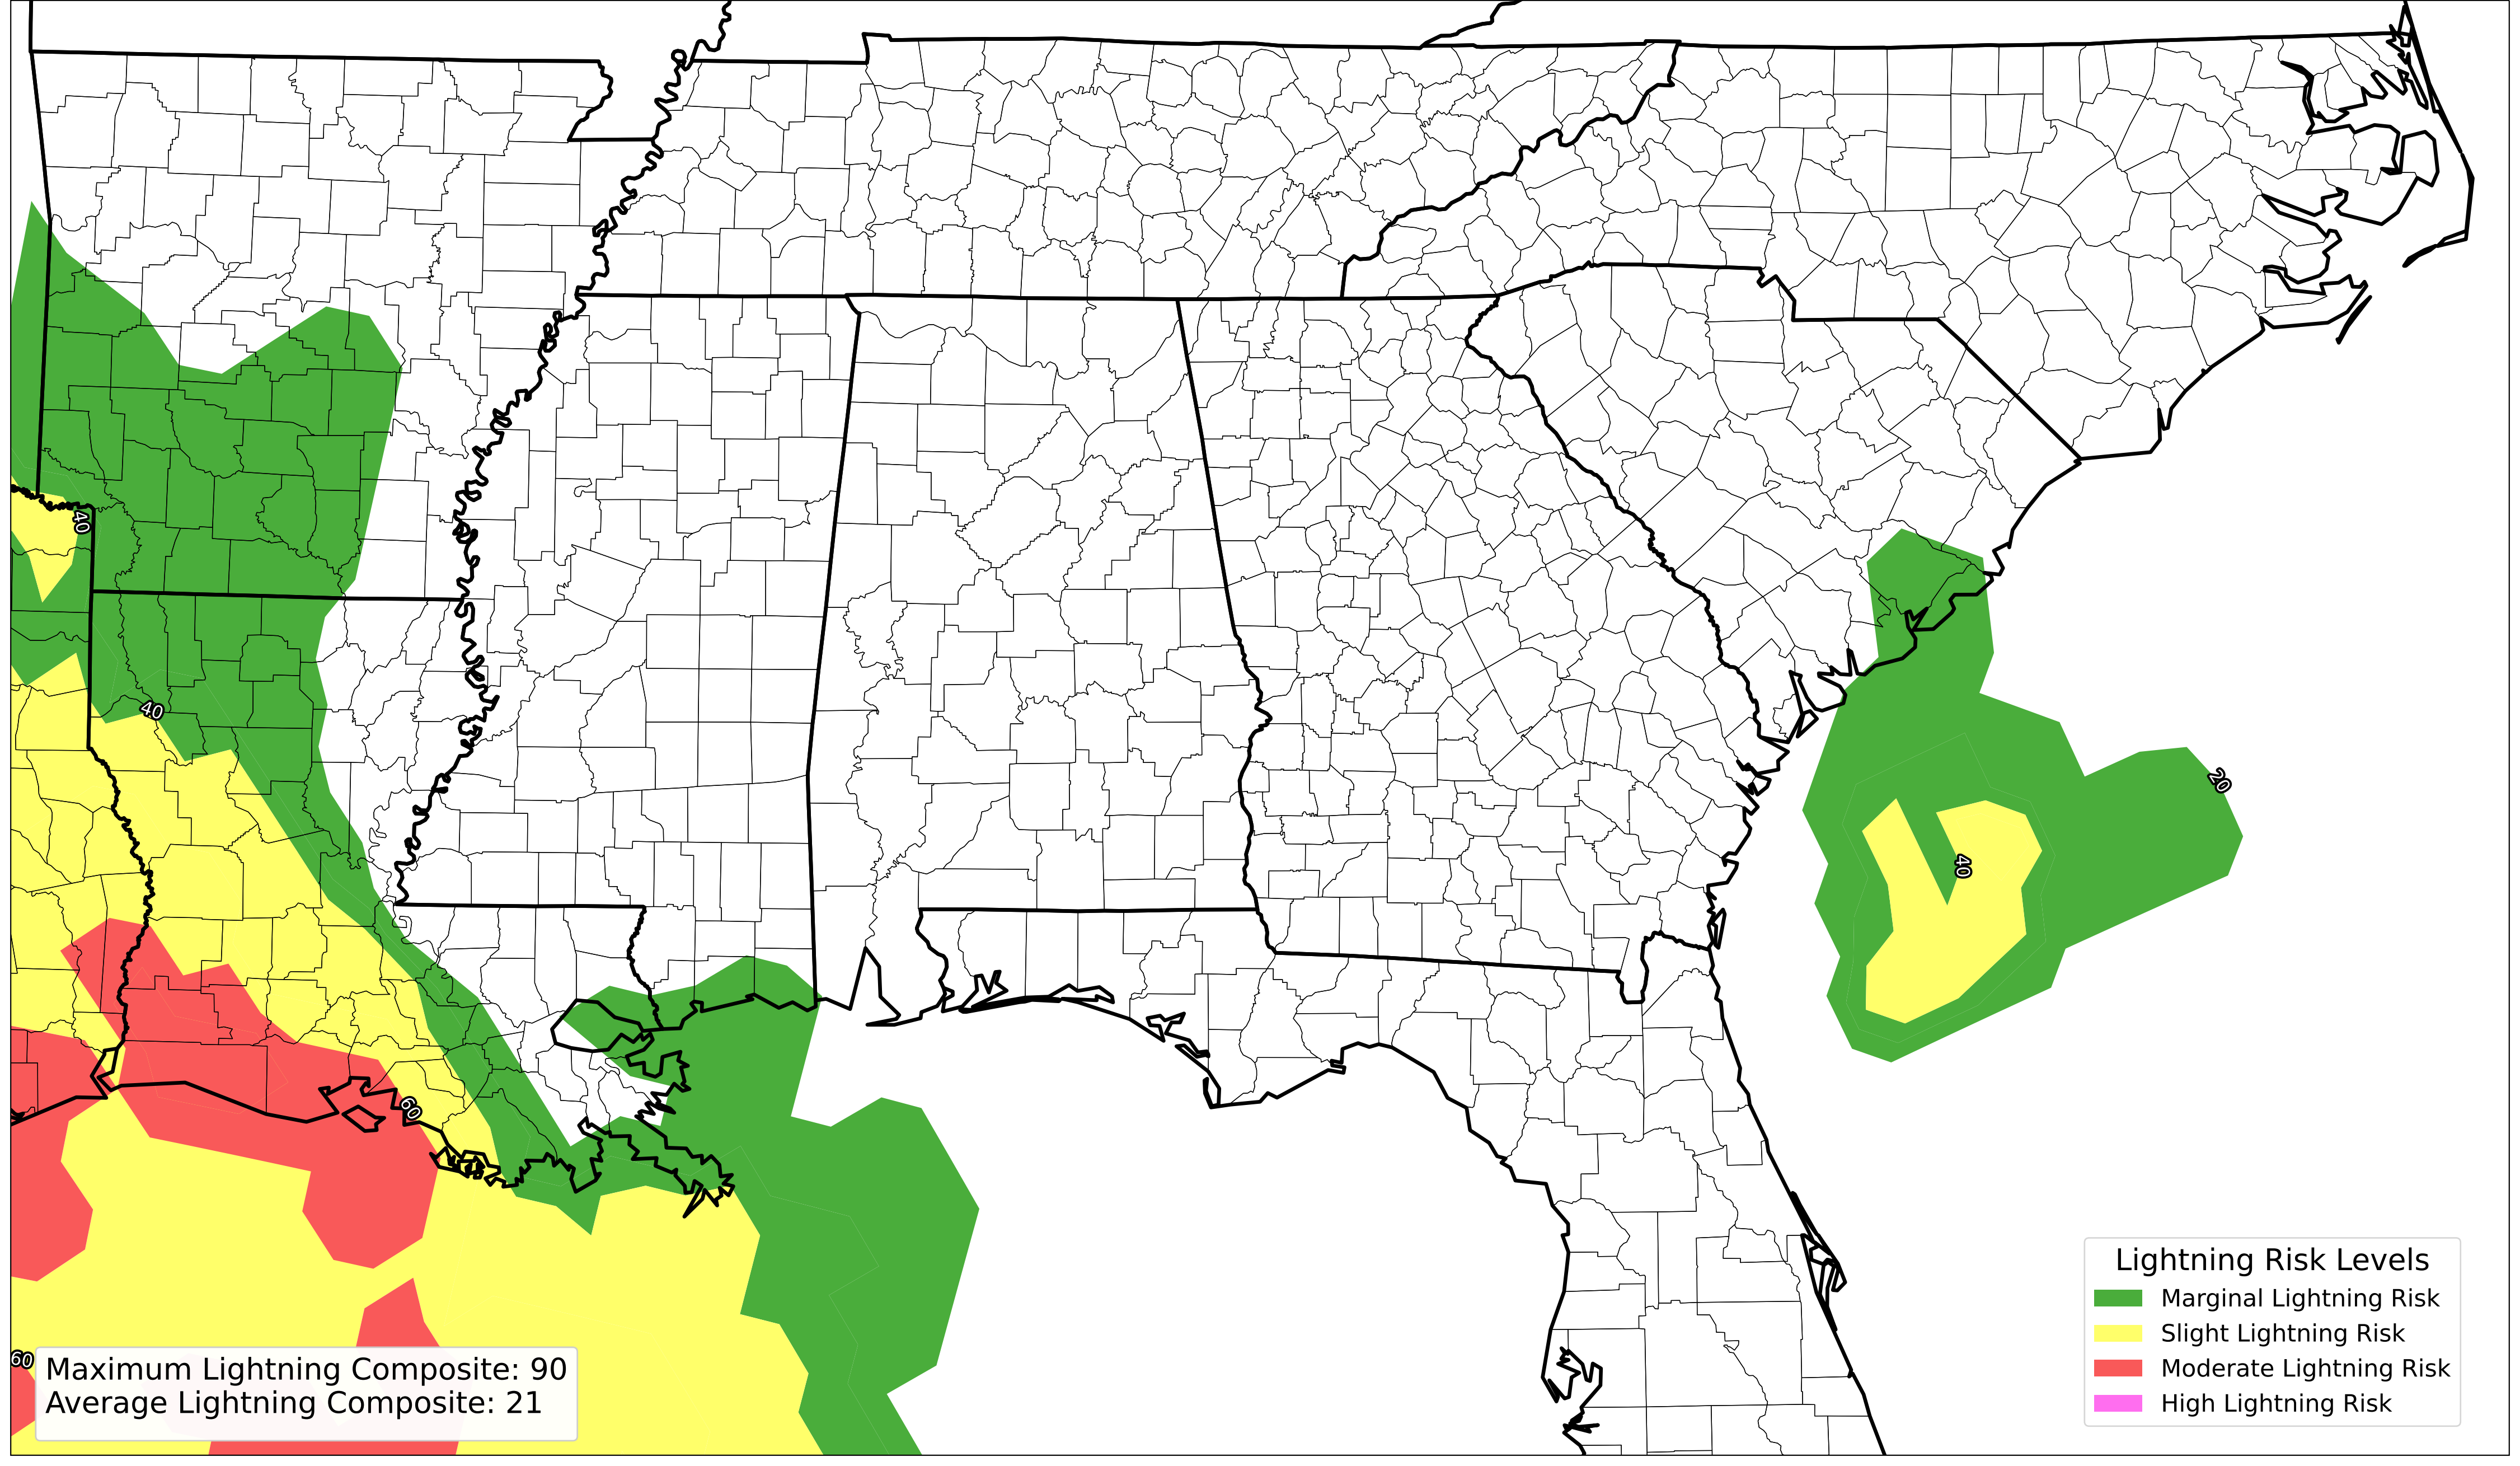 40
40
20
40
60
60
Maximum Lightning Composite: 90
Average Lightning Composite: 21
Lightning Risk Levels
Marginal Lightning Risk
Slight Lightning Risk
Moderate Lightning Risk
High Lightning Risk